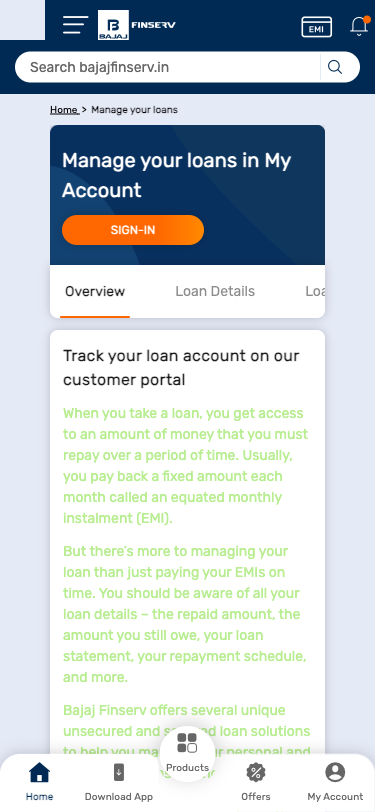 BAJAJ
FINSERV
EMI
Search bajajfinserv.in
Home > Manage your loans
Manage your loans in My
Account
SIGN-IN
Overview Loan Details
Track your loan account on our
customer portal
When you take a loan, you get access
to an amount of money that you must
repay over a period of time. Usually,
you pay back a fixed amount each
month called an equated monthly
instalment (EMI).
But there's more to managing your
loan than just paying your EMIs on
time. You should be aware of all your
loan details – the repaid amount, the
amount you still owe, your loan
statement, your repayment schedule,
and more.
Bajaj Finserv offers several unique
unsecured and loan solutions
to help you personal and
Products
Home Download App Offers My Account